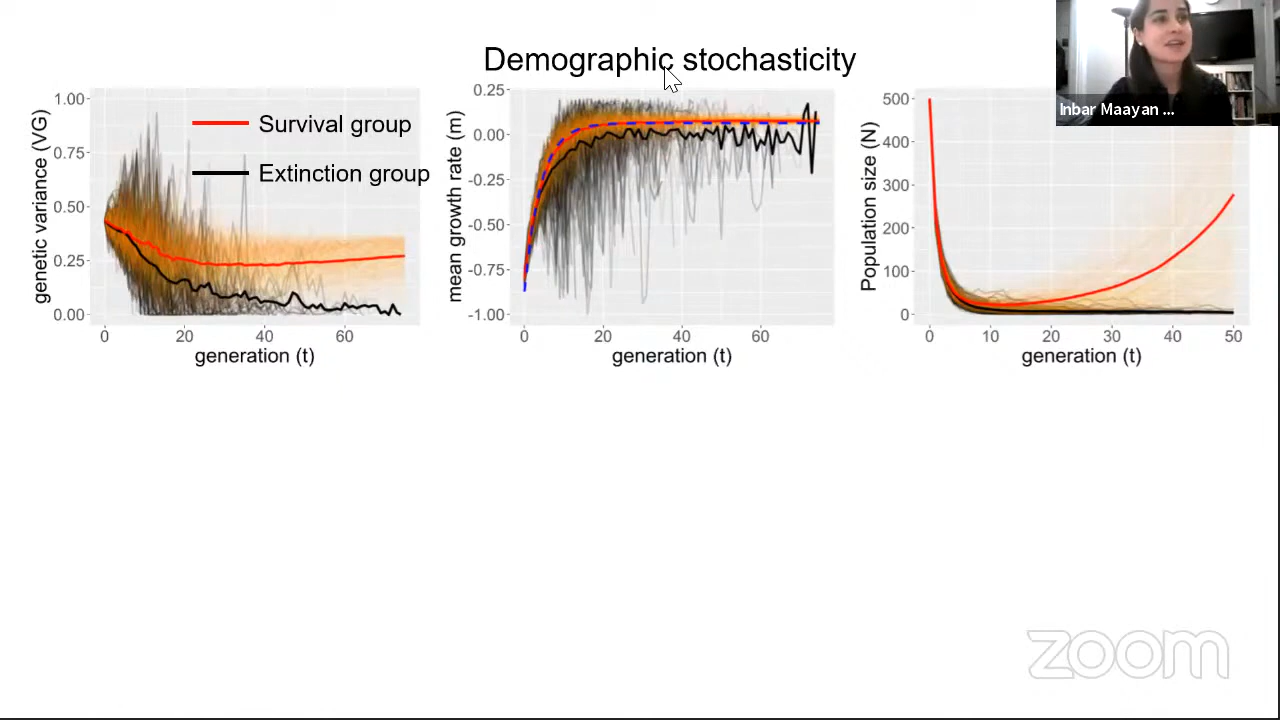 Demographic stochasticity
Inbar Maayan ...
genetic variance (VG)
1.00
0.75
0.50
0.25
0.00
Survival group
Extinction group
0 20 40 60
generation (t)
mean growth rate (m)
0.25
0.00
-0.25
-0.50
-0.75
-1.00
0 20 40 60
generation (t)
Population size (N)
500
400
300
200
100
0
0 10 20 30 40 50
generation (t)
zoom